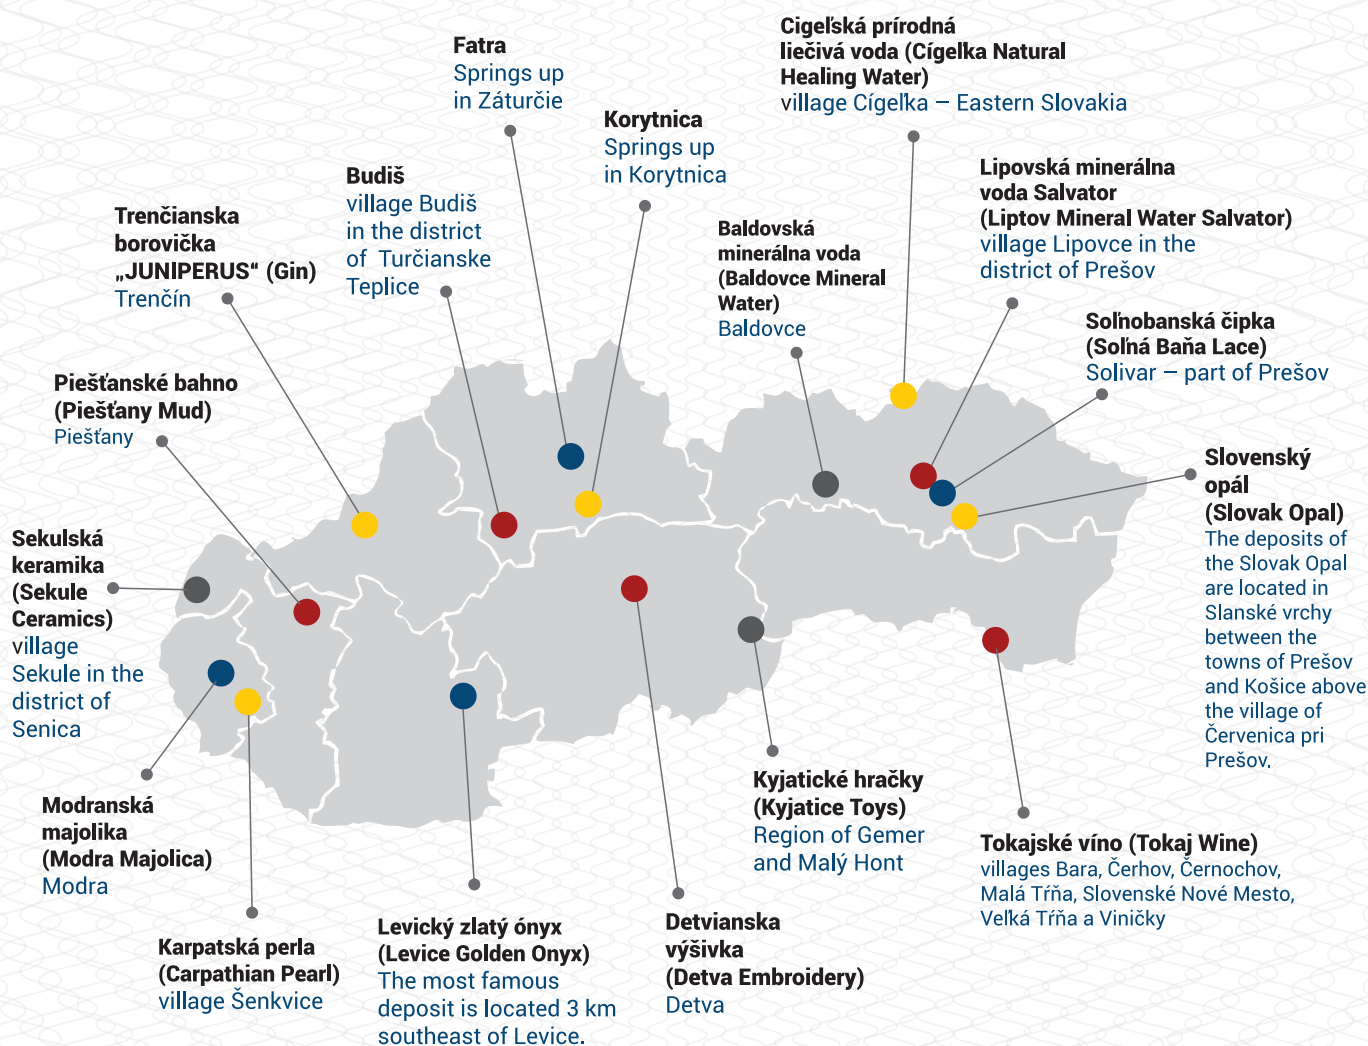 Cigeľská prírodná
liečivá voda (Cígeľka Natural
Healing Water)
village Cígeľka – Eastern Slovakia
Fatra
Springs up
in Záturčie
Korytnica
Springs up
in Korytnica
Budiš
village Budiš
in the district
of Turčianske
Teplice
Lipovská minerálna
voda Salvator
(Liptov Mineral Water Salvator)
village Lipovce in the
district of Prešov
Trenčianska
borovička
„JUNIPERUS“ (Gin)
Trenčín
Baldovská
minerálna voda
(Baldovce Mineral
Water)
Baldovce
Soľnobanská čipka
(Soľná Baňa Lace)
Solivar – part of Prešov
Piešťanské bahno
(Piešťany Mud)
Piešťany
Slovenský
opál
(Slovak Opal)
The deposits of
the Slovak Opal
are located in
Slanské vrchy
between the
towns of Prešov
and Košice above
the village of
Červenica pri
Prešov.
Sekulská
keramika
(Sekule
Ceramics)
village
Sekule in the
district of
Senica
Modranská
majolika
(Modra Majolica)
Modra
Kyjatické hračky
(Kyjatice Toys)
Region of Gemer
and Malý Hont
Tokajské víno (Tokaj Wine)
villages Bara, Čerhov, Černochov,
Malá Tŕňa, Slovenské Nové Mesto,
Veľká Tŕňa a Viničky
Karpatská perla
(Carpathian Pearl)
village Šenkvice
Levický zlatý ónyx
(Levice Golden Onyx)
The most famous
deposit is located 3 km
southeast of Levice.
Detvianska
výšivka
(Detva Embroidery)
Detva